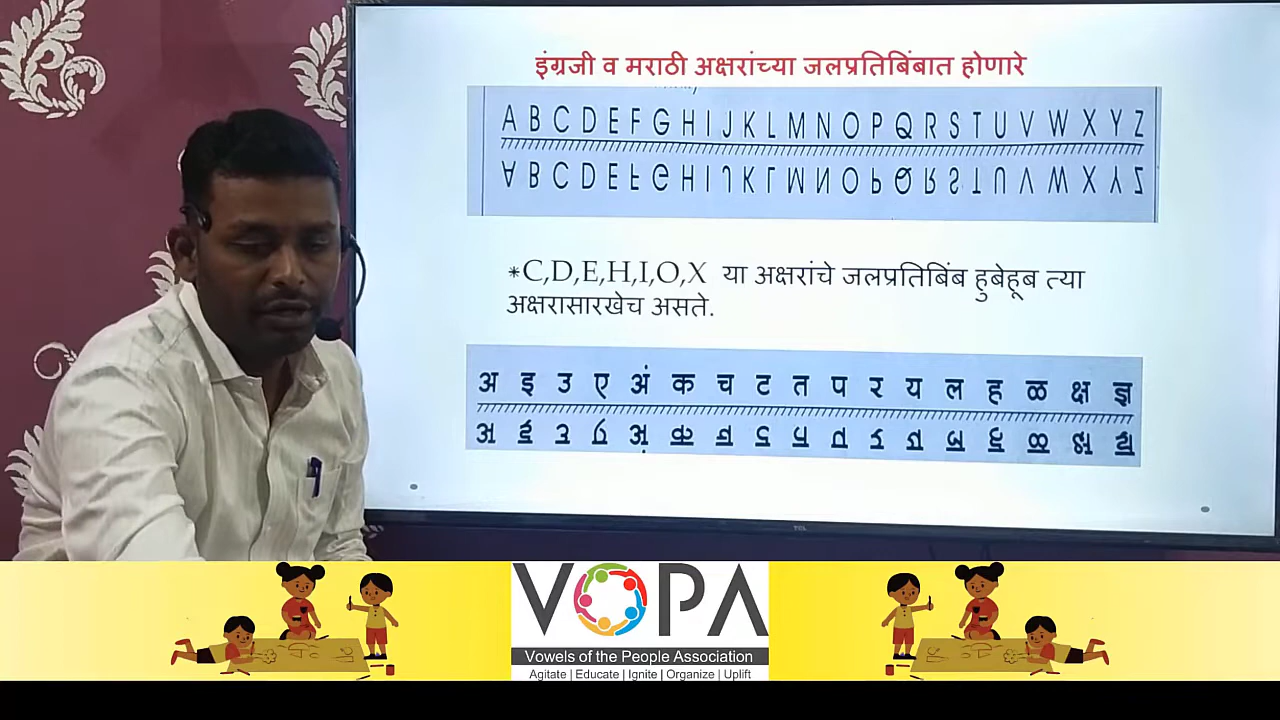 इंग्रजी व मराठी अक्षरांच्या जलप्रतिबिंबात होणारे
A B C D E F G H I J K L M N O P Q R S T U V W X Y Z
*C,D,E,H,I,O,X या अक्षरांचे जलप्रतिबिंब हुबेहूब त्या
अक्षरासारखेच असते.
अ इ उ ए अं क च ट त प र य ल ह ळ क्ष ज्ञ
VOPA
Vowels of the People Association
Agitate | Educate | Ignite | Organize | Uplift